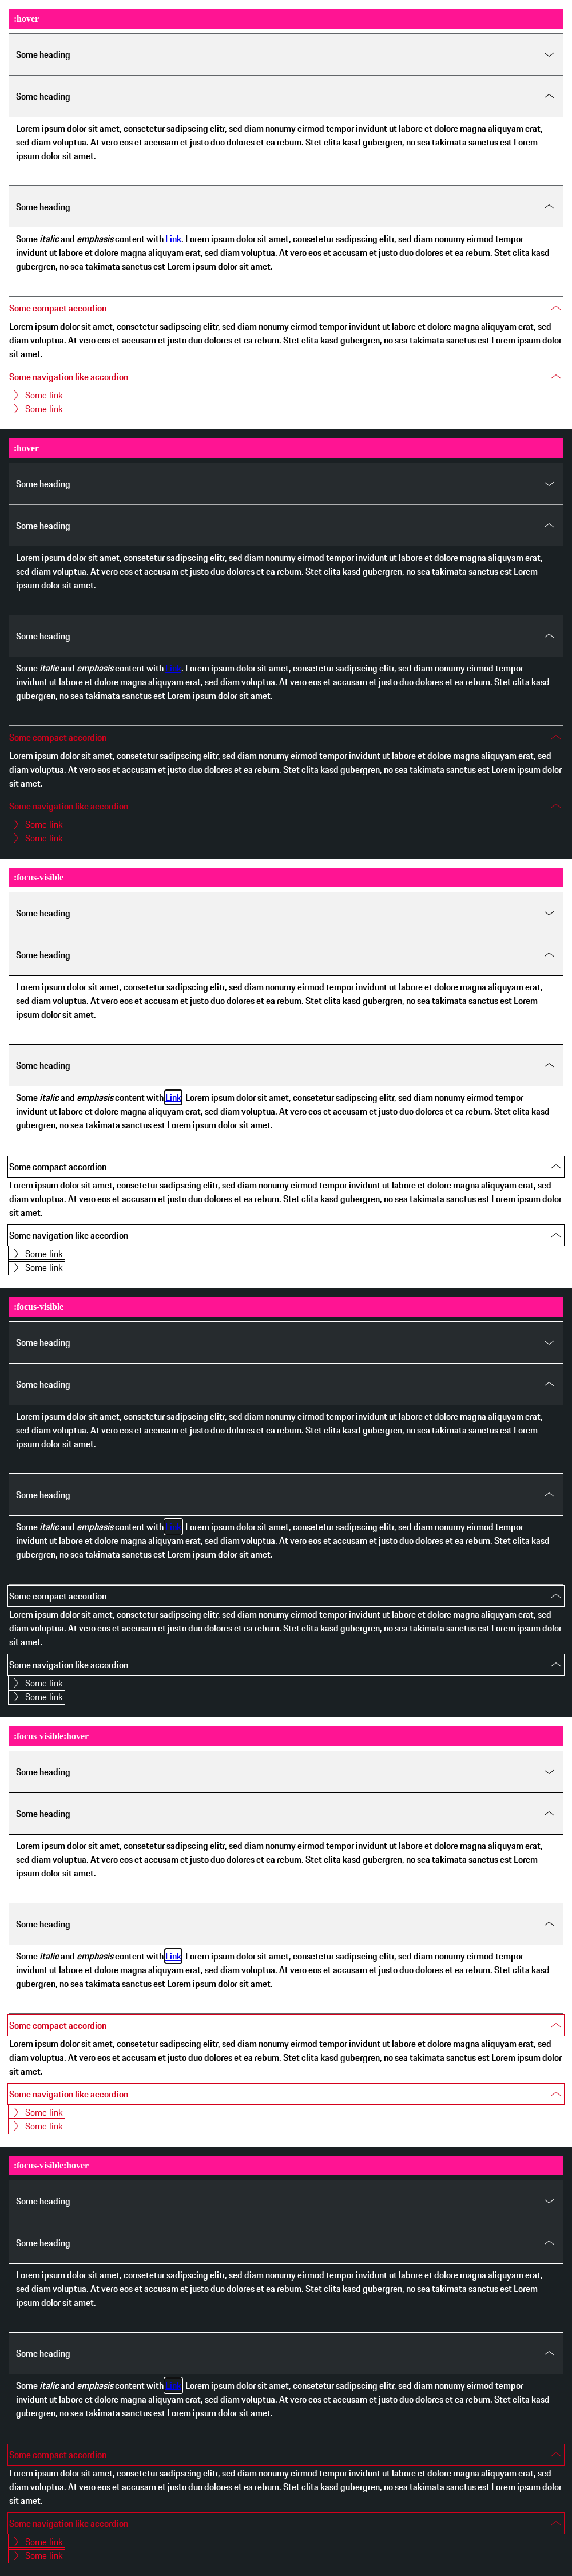 :hover
Some heading
Some heading
Lorem ipsum dolor sit amet, consetetur sadipscing elitr, sed diam nonumy eirmod tempor invidunt ut labore et dolore magna aliquyam erat,
sed diam voluptua. At vero eos et accusam et justo duo dolores et ea rebum. Stet clita kasd gubergren, no sea takimata sanctus est Lorem
ipsum dolor sit amet.
Some heading
Some italic and emphasis content with Link. Lorem ipsum dolor sit amet, consetetur sadipscing elitr, sed diam nonumy eirmod tempor
invidunt ut labore et dolore magna aliquyam erat, sed diam voluptua. At vero eos et accusam et justo duo dolores et ea rebum. Stet clita kasd
gubergren, no sea takimata sanctus est Lorem ipsum dolor sit amet.
Some compact accordion
Lorem ipsum dolor sit amet, consetetur sadipscing elitr, sed diam nonumy eirmod tempor invidunt ut labore et dolore magna aliquyam erat, sed
diam voluptua. At vero eos et accusam et justo duo dolores et ea rebum. Stet clita kasd gubergren, no sea takimata sanctus est Lorem ipsum dolor
sit amet.
Some navigation like accordion
Some link
Some link
:hover
Some heading
Some heading
Lorem ipsum dolor sit amet, consetetur sadipscing elitr, sed diam nonumy eirmod tempor invidunt ut labore et dolore magna aliquyam erat,
sed diam voluptua. At vero eos et accusam et justo duo dolores et ea rebum. Stet clita kasd gubergren, no sea takimata sanctus est Lorem
ipsum dolor sit amet.
Some heading
Some italic and emphasis content with Link. Lorem ipsum dolor sit amet, consetetur sadipscing elitr, sed diam nonumy eirmod tempor
invidunt ut labore et dolore magna aliquyam erat, sed diam voluptua. At vero eos et accusam et justo duo dolores et ea rebum. Stet clita kasd
gubergren, no sea takimata sanctus est Lorem ipsum dolor sit amet.
Some compact accordion
Lorem ipsum dolor sit amet, consetetur sadipscing elitr, sed diam nonumy eirmod tempor invidunt ut labore et dolore magna aliquyam erat, sed
diam voluptua. At vero eos et accusam et justo duo dolores et ea rebum. Stet clita kasd gubergren, no sea takimata sanctus est Lorem ipsum dolor
sit amet.
Some navigation like accordion
Some link
Some link
:focus-visible
Some heading
Some heading
Lorem ipsum dolor sit amet, consetetur sadipscing elitr, sed diam nonumy eirmod tempor invidunt ut labore et dolore magna aliquyam erat,
sed diam voluptua. At vero eos et accusam et justo duo dolores et ea rebum. Stet clita kasd gubergren, no sea takimata sanctus est Lorem
ipsum dolor sit amet.
Some heading
Some italic and emphasis content with Link. Lorem ipsum dolor sit amet, consetetur sadipscing elitr, sed diam nonumy eirmod tempor
invidunt ut labore et dolore magna aliquyam erat, sed diam voluptua. At vero eos et accusam et justo duo dolores et ea rebum. Stet clita kasd
gubergren, no sea takimata sanctus est Lorem ipsum dolor sit amet.
Some compact accordion
Lorem ipsum dolor sit amet, consetetur sadipscing elitr, sed diam nonumy eirmod tempor invidunt ut labore et dolore magna aliquyam erat, sed
diam voluptua. At vero eos et accusam et justo duo dolores et ea rebum. Stet clita kasd gubergren, no sea takimata sanctus est Lorem ipsum dolor
sit amet.
Some navigation like accordion
Some link
Some link
:focus-visible
Some heading
Some heading
Lorem ipsum dolor sit amet, consetetur sadipscing elitr, sed diam nonumy eirmod tempor invidunt ut labore et dolore magna aliquyam erat,
sed diam voluptua. At vero eos et accusam et justo duo dolores et ea rebum. Stet clita kasd gubergren, no sea takimata sanctus est Lorem
ipsum dolor sit amet.
Some heading
Some italic and emphasis content with Link. Lorem ipsum dolor sit amet, consetetur sadipscing elitr, sed diam nonumy eirmod tempor
invidunt ut labore et dolore magna aliquyam erat, sed diam voluptua. At vero eos et accusam et justo duo dolores et ea rebum. Stet clita kasd
gubergren, no sea takimata sanctus est Lorem ipsum dolor sit amet.
Some compact accordion
Lorem ipsum dolor sit amet, consetetur sadipscing elitr, sed diam nonumy eirmod tempor invidunt ut labore et dolore magna aliquyam erat, sed
diam voluptua. At vero eos et accusam et justo duo dolores et ea rebum. Stet clita kasd gubergren, no sea takimata sanctus est Lorem ipsum dolor
sit amet.
Some navigation like accordion
Some link
Some link
:focus-visible:hover
Some heading
Some heading
Lorem ipsum dolor sit amet, consetetur sadipscing elitr, sed diam nonumy eirmod tempor invidunt ut labore et dolore magna aliquyam erat,
sed diam voluptua. At vero eos et accusam et justo duo dolores et ea rebum. Stet clita kasd gubergren, no sea takimata sanctus est Lorem
ipsum dolor sit amet.
Some heading
Some italic and emphasis content with Link. Lorem ipsum dolor sit amet, consetetur sadipscing elitr, sed diam nonumy eirmod tempor
invidunt ut labore et dolore magna aliquyam erat, sed diam voluptua. At vero eos et accusam et justo duo dolores et ea rebum. Stet clita kasd
gubergren, no sea takimata sanctus est Lorem ipsum dolor sit amet.
Some compact accordion
Lorem ipsum dolor sit amet, consetetur sadipscing elitr, sed diam nonumy eirmod tempor invidunt ut labore et dolore magna aliquyam erat, sed
diam voluptua. At vero eos et accusam et justo duo dolores et ea rebum. Stet clita kasd gubergren, no sea takimata sanctus est Lorem ipsum dolor
sit amet.
Some navigation like accordion
Some link
Some link
:focus-visible:hover
Some heading
Some heading
Lorem ipsum dolor sit amet, consetetur sadipscing elitr, sed diam nonumy eirmod tempor invidunt ut labore et dolore magna aliquyam erat,
sed diam voluptua. At vero eos et accusam et justo duo dolores et ea rebum. Stet clita kasd gubergren, no sea takimata sanctus est Lorem
ipsum dolor sit amet.
Some heading
Some italic and emphasis content with Link. Lorem ipsum dolor sit amet, consetetur sadipscing elitr, sed diam nonumy eirmod tempor
invidunt ut labore et dolore magna aliquyam erat, sed diam voluptua. At vero eos et accusam et justo duo dolores et ea rebum. Stet clita kasd
gubergren, no sea takimata sanctus est Lorem ipsum dolor sit amet.
Some compact accordion
Lorem ipsum dolor sit amet, consetetur sadipscing elitr, sed diam nonumy eirmod tempor invidunt ut labore et dolore magna aliquyam erat, sed
diam voluptua. At vero eos et accusam et justo duo dolores et ea rebum. Stet clita kasd gubergren, no sea takimata sanctus est Lorem ipsum dolor
sit amet.
Some navigation like accordion
Some link
Some link